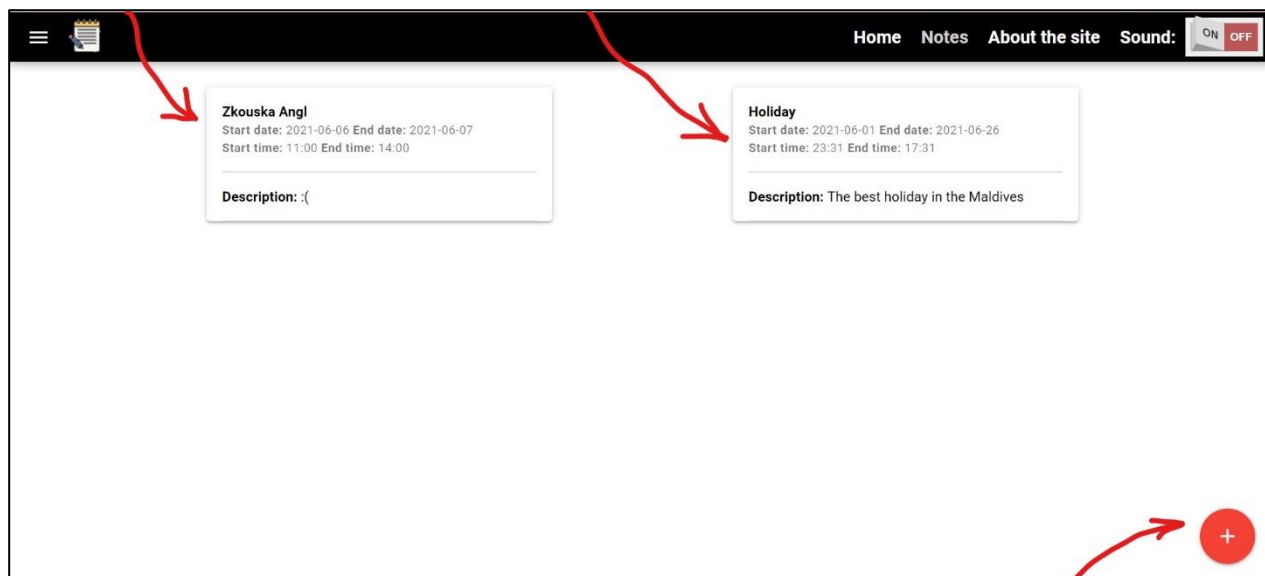 Home Notes About the site Sound: ON OFF
Zkouska Angl
Start date: 2021-06-06 End date: 2021-06-07
Start time: 11:00 End time: 14:00
Description: :(
Holiday
Start date: 2021-06-01 End date: 2021-06-26
Start time: 23:31 End time: 17:31
Description: The best holiday in the Maldives
+